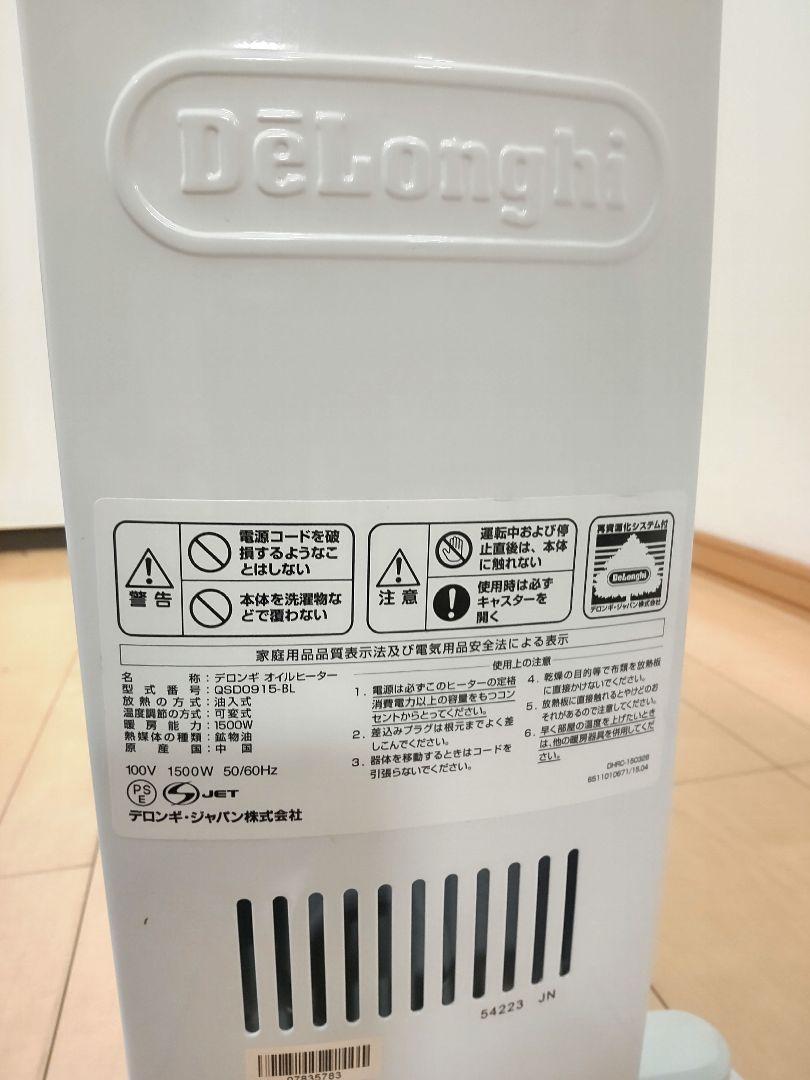 DēLonghi
警告
電源コードを破
損するようなこ
とはしない
本体を洗濯物な
どで覆わない
注意
運転中および停
止直後は、本体
に触れない
使用時は必ず
キャスターを
開く
再資源化システム付
DeLonghi
デロンギ・ジャパン株式会社
家庭用品品質表示法及び電気用品安全法による表示
名称：デロンギ オイルヒーター
型式番号：QSD0915-BL
放熱の方式：油入式
温度調節の方式：可変式
暖房能力：1500W
熱媒体の種類：鉱物油
原産国：中国
100V 1500W 50/60Hz
PSE JET
デロンギ・ジャパン株式会社
使用上の注意
1. 電源は必ずこのヒーターの定格
消費電力以上の容量をもつコン
セントからとってください。
2. 差込みプラグは根元までよく差
しこんでください。
3. 器体を移動するときはコードを
引張らないでください。
4. 乾燥の目的等で布類を放熱板
に直接かけないでください。
5. 放熱板に直接触れるとやけどのお
それがあるので注意してください。
6. 早く部屋の温度を上げたいとき
は、他の暖房器具を併用してくだ
さい。
DHRC-150328
6511010671/15.04
54223 JN
07835783